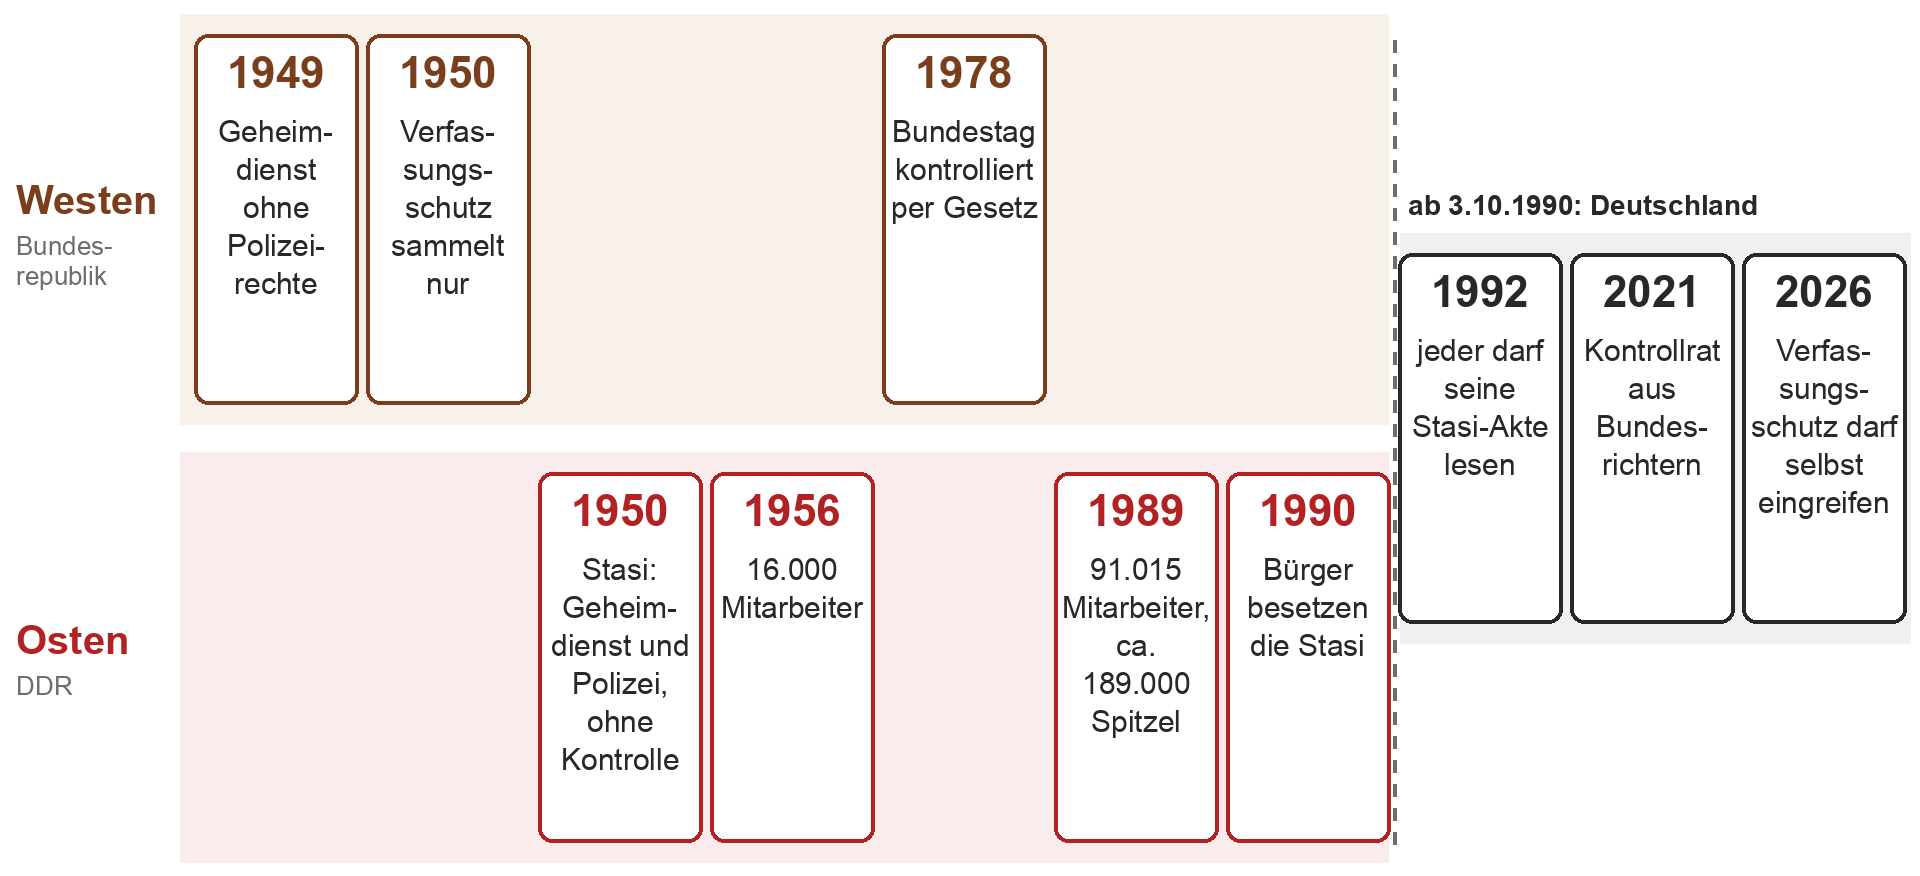 Westen
Bundes-
republik
1949
Geheim-
dienst
ohne
Polizei-
rechte
1950
Verfas-
sungs-
schutz
sammelt
nur
1978
Bundestag
kontrolliert
per Gesetz
Osten
DDR
1950
Stasi:
Geheim-
dienst und
Polizei,
ohne
Kontrolle
1956
16.000
Mitarbeiter
1989
91.015
Mitarbeiter,
ca.
189.000
Spitzel
1990
Bürger
besetzen
die Stasi
ab 3.10.1990: Deutschland
1992
jeder darf
seine
Stasi-Akte
lesen
2021
Kontrollrat
aus
Bundes-
richtern
2026
Verfas-
sungs-
schutz darf
selbst
eingreifen